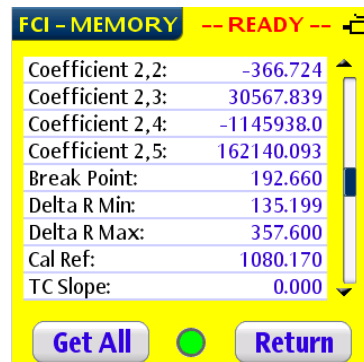 FCI - MEMORY -- READY --
Coefficient 2,2: -366.724
Coefficient 2,3: 30567.839
Coefficient 2,4: -1145938.0
Coefficient 2,5: 162140.093
Break Point: 192.660
Delta R Min: 135.199
Delta R Max: 357.600
Cal Ref: 1080.170
TC Slope: 0.000
Get All Return